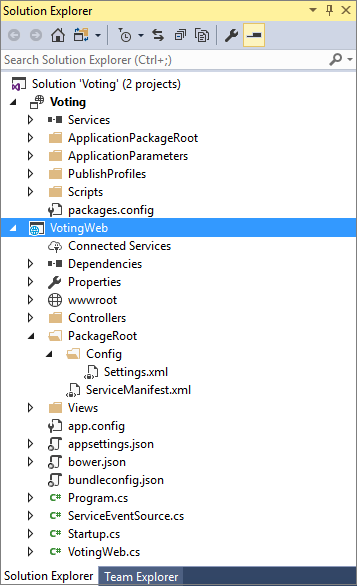 Solution Explorer
Search Solution Explorer (Ctrl+;)
Solution 'Voting' (2 projects)
Voting
Services
ApplicationPackageRoot
ApplicationParameters
PublishProfiles
Scripts
packages.config
VotingWeb
Connected Services
Dependencies
Properties
wwwroot
Controllers
PackageRoot
Config
Settings.xml
ServiceManifest.xml
Views
app.config
appsettings.json
bower.json
bundleconfig.json
C# Program.cs
C# ServiceEventSource.cs
C# Startup.cs
C# VotingWeb.cs
Solution Explorer Team Explorer